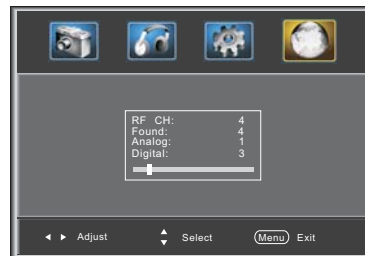 RF CH: 4
Found: 4
Analog: 1
Digital: 3
Adjust Select Menu Exit